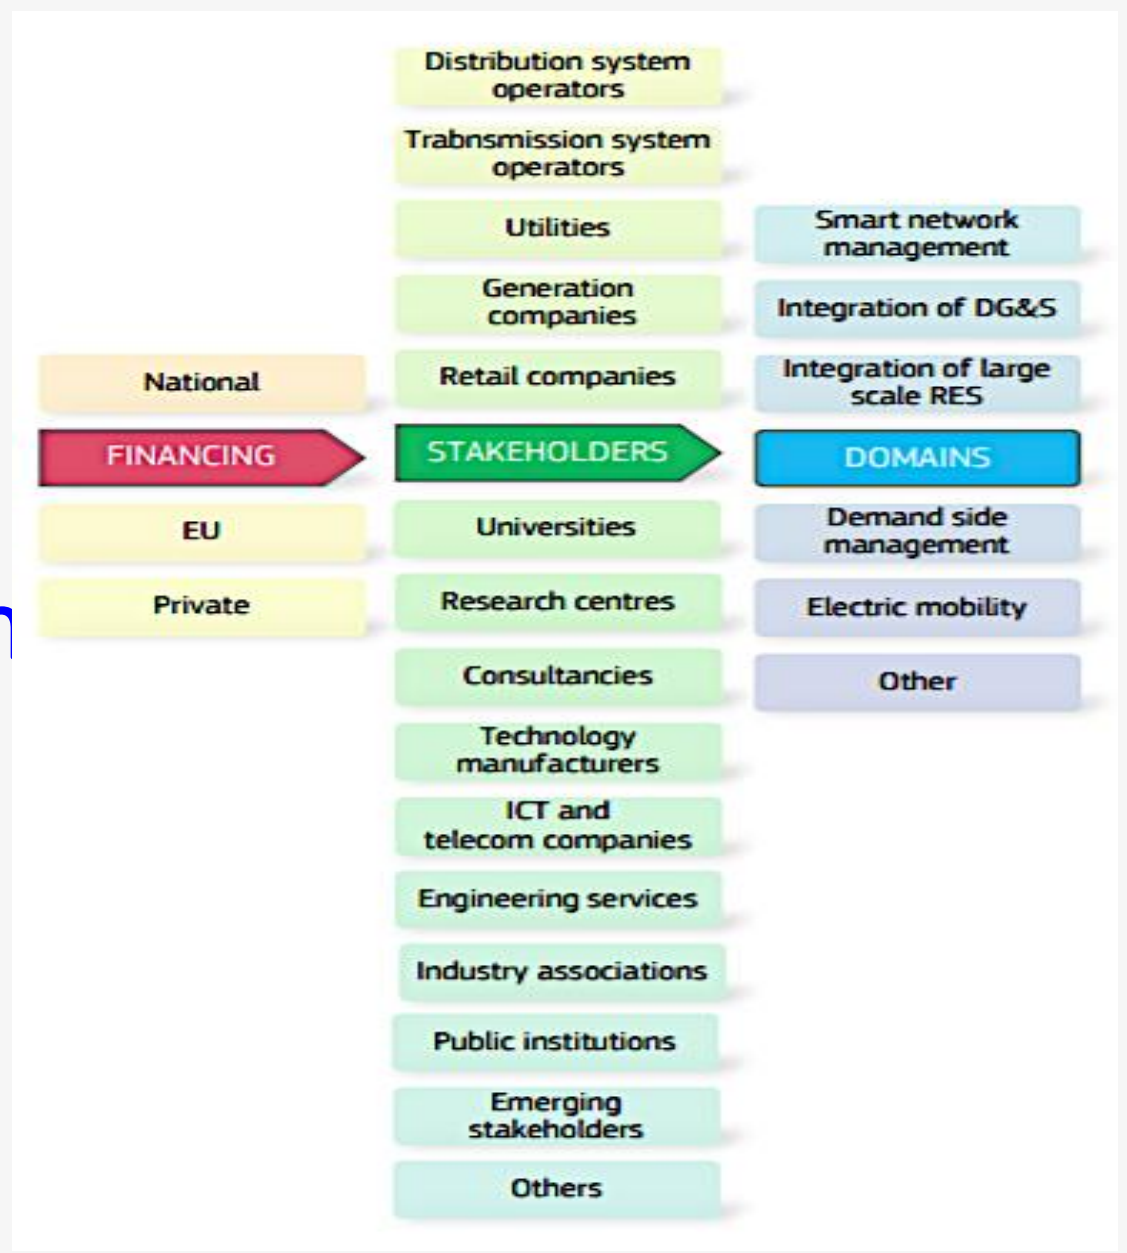 National
FINANCING
EU
Private
Distribution system
operators
Trabnsmission system
operators
Utilities
Generation
companies
Retail companies
STAKEHOLDERS
Universities
Research centres
Consultancies
Technology
manufacturers
ICT and
telecom companies
Engineering services
Industry associations
Public institutions
Emerging
stakeholders
Others
Smart network
management
Integration of DG&S
Integration of large
scale RES
DOMAINS
Demand side
management
Electric mobility
Other